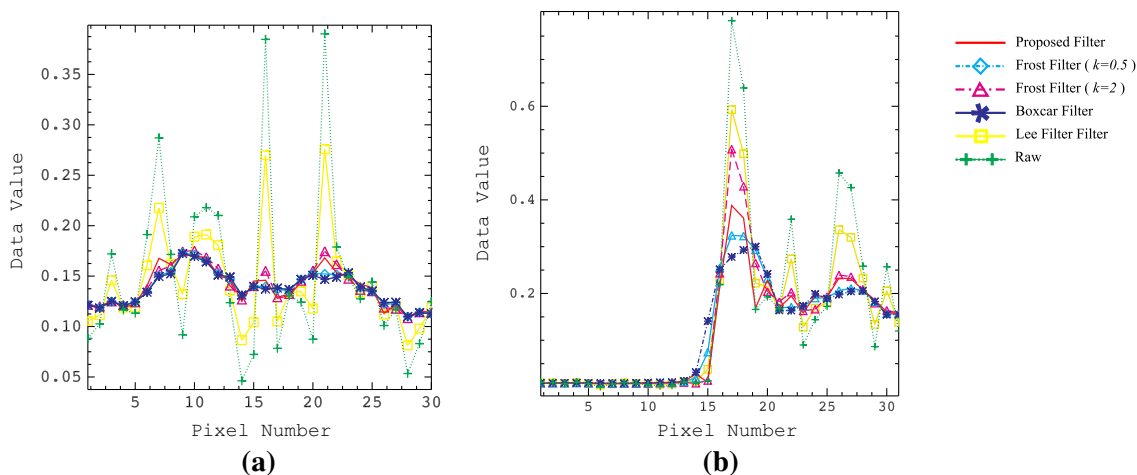 0.35
0.30
0.25
0.20
0.15
0.10
0.05
Data Value
5 10 15 20 25 30
Pixel Number
(a)
0.6
0.4
0.2
Data Value
5 10 15 20 25 30
Pixel Number
(b)
Proposed Filter
Frost Filter ( k=0.5 )
Frost Filter ( k=2 )
Boxcar Filter
Lee Filter Filter
Raw